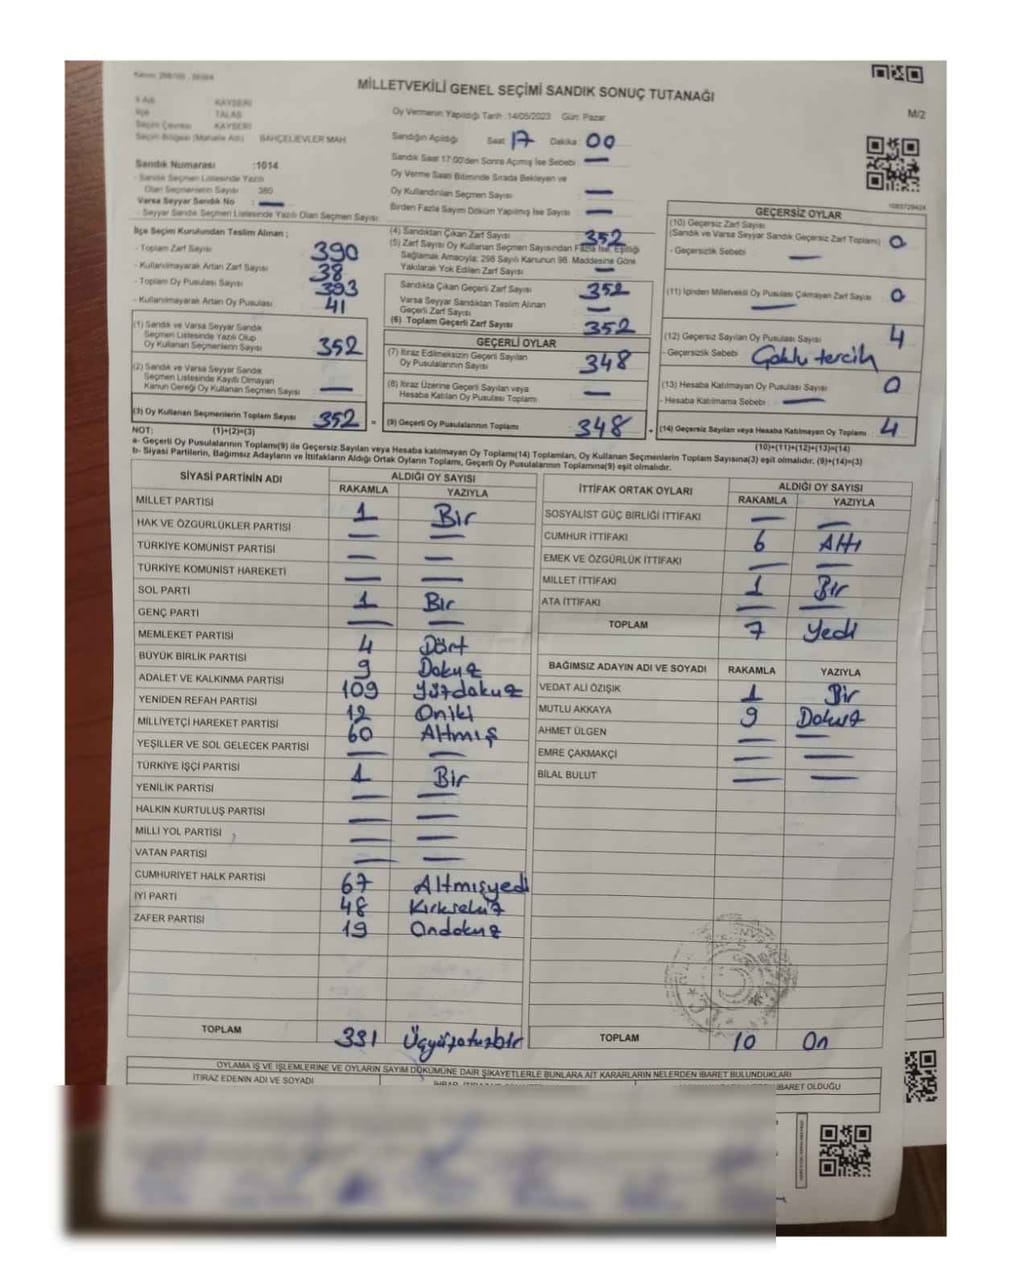 MİLLETVEKİLİ GENEL SEÇİMİ SANDIK SONUÇ TUTANAĞI
M/2
İl Adı KAYSERİ
İlçe TALAS
Seçim Çevresi KAYSERİ
Seçim Bölgesi (Mahalle Adı) BAHÇELİEVLER MAH
Sandık Numarası :1014
- Sandık Seçmen Listesinde Yazılı
Olan Seçmenlerin Sayısı 380
Varsa Seyyar Sandık No —
- Seyyar Sandık Seçmen Listesinde Yazılı Olan Seçmen Sayısı
Oy Vermenin Yapıldığı Tarih :14/05/2023 Gün: Pazar
Sandığın Açıldığı Saat 17 Dakika 00
Sandık Saat 17:00'den Sonra Açılmış İse Sebebi —
Oy Verme Saati Bitiminde Sırada Bekleyen ve
Oy Kullandırılan Seçmen Sayısı —
Birden Fazla Sayım Döküm Yapılmış İse Sayısı —
İlçe Seçim Kurulundan Teslim Alınan ;
- Toplam Zarf Sayısı 390
- Kullanılmayarak Artan Zarf Sayısı 38
- Toplam Oy Pusulası Sayısı 393
- Kullanılmayarak Artan Oy Pusulası 41
(1) Sandık ve Varsa Seyyar Sandık
Seçmen Listesinde Yazılı Olup
Oy Kullanan Seçmenlerin Sayısı 352
(2) Sandık ve Varsa Seyyar Sandık
Seçmen Listesinde Kayıtlı Olmayan
Kanun Gereği Oy Kullanan Seçmen Sayısı —
(3) Oy Kullanan Seçmenlerin Toplam Sayısı 352 =
(4) Sandıktan Çıkan Zarf Sayısı 352
(5) Zarf Sayısı Oy Kullanan Seçmen Sayısından Fazla İse, Eşitliği
Sağlamak Amacıyla; 298 Sayılı Kanunun 98. Maddesine Göre
Yakılarak Yok Edilen Zarf Sayısı —
Sandıkta Çıkan Geçerli Zarf Sayısı 352
Varsa Seyyar Sandıktan Teslim Alınan
Geçerli Zarf Sayısı —
(6) Toplam Geçerli Zarf Sayısı 352
GEÇERLİ OYLAR
(7) İtiraz Edilmeksizin Geçerli Sayılan
Oy Pusulalarının Sayısı 348
(8) İtiraz Üzerine Geçerli Sayılan veya
Hesaba Katılan Oy Pusulası Toplamı —
(9) Geçerli Oy Pusulalarının Toplamı 348 +
1083729424
GEÇERSİZ OYLAR
(10) Geçersiz Zarf Sayısı
(Sandık ve Varsa Seyyar Sandık Geçersiz Zarf Toplamı) 0
- Geçersizlik Sebebi —
(11) İçinden Milletvekili Oy Pusulası Çıkmayan Zarf Sayısı 0
—
(12) Geçersiz Sayılan Oy Pusulası Sayısı 4
- Geçersizlik Sebebi Çoklu tercih
(13) Hesaba Katılmayan Oy Pusulası Sayısı 0
- Hesaba Katılmama Sebebi —
(14) Geçersiz Sayılan veya Hesaba Katılmayan Oy Toplamı 4
NOT: (1)+(2)=(3) (10)+(11)+(12)+(13)=(14)
a- Geçerli Oy Pusulalarının Toplamı(9) ile Geçersiz Sayılan veya Hesaba katılmayan Oy Toplamı(14) Toplamları, Oy Kullanan Seçmenlerin Toplam Sayısına(3) eşit olmalıdır. (9)+(14)=(3)
b- Siyasi Partilerin, Bağımsız Adayların ve İttifakların Aldığı Oyların Toplamı, Geçerli Oy Pusulalarının Toplamına(9) eşit olmalıdır.
SİYASİ PARTİNİN ADI ALDIĞI OY SAYISI
RAKAMLA YAZIYLA
MİLLET PARTİSİ 1 Bir
HAK VE ÖZGÜRLÜKLER PARTİSİ — —
TÜRKİYE KOMÜNİST PARTİSİ — —
TÜRKİYE KOMÜNİST HAREKETİ — —
SOL PARTİ 1 Bir
GENÇ PARTİ — —
MEMLEKET PARTİSİ 4 Dört
BÜYÜK BİRLİK PARTİSİ 9 Dokuz
ADALET VE KALKINMA PARTİSİ 109 Yüzdokuz
YENİDEN REFAH PARTİSİ 12 Oniki
MİLLİYETÇİ HAREKET PARTİSİ 60 Altmış
YEŞİLLER VE SOL GELECEK PARTİSİ — —
TÜRKİYE İŞÇİ PARTİSİ 1 Bir
YENİLİK PARTİSİ — —
HALKIN KURTULUŞ PARTİSİ — —
MİLLİ YOL PARTİSİ — —
VATAN PARTİSİ — —
CUMHURİYET HALK PARTİSİ 67 Altmışyedi
İYİ PARTİ 48 Kırksekiz
ZAFER PARTİSİ 19 Ondokuz
TOPLAM 331 Üçyüzotuzbir
İTTİFAK ORTAK OYLARI ALDIĞI OY SAYISI
RAKAMLA YAZIYLA
SOSYALİST GÜÇ BİRLİĞİ İTTİFAKI — —
CUMHUR İTTİFAKI 6 Altı
EMEK VE ÖZGÜRLÜK İTTİFAKI — —
MİLLET İTTİFAKI 1 Bir
ATA İTTİFAKI — —
TOPLAM 7 Yedi
BAĞIMSIZ ADAYIN ADI VE SOYADI RAKAMLA YAZIYLA
VEDAT ALİ ÖZIŞIK 1 Bir
MUTLU AKKAYA 9 Dokuz
AHMET ÜLGEN — —
EMRE ÇAKMAKÇİ — —
BİLAL BULUT — —
TOPLAM 10 On
OYLAMA İŞ VE İŞLEMLERİNE VE OYLARIN SAYIM DÖKÜMÜNE DAİR ŞİKAYETLERLE BUNLARA AİT KARARLARIN NELERDEN İBARET BULUNDUKLARI
İTİRAZ EDENİN ADI VE SOYADI
İBARET OLDUĞU